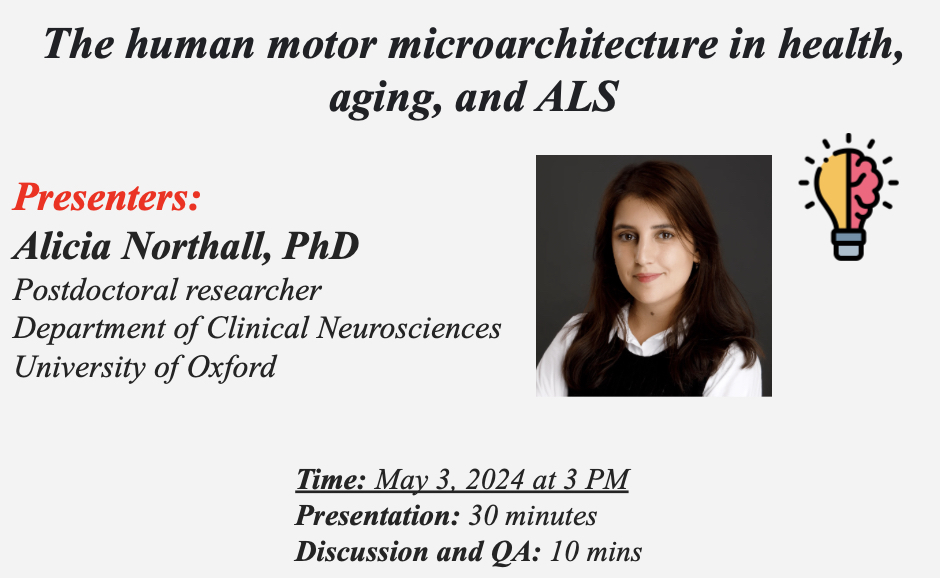 The human motor microarchitecture in health,
aging, and ALS
Presenters:
Alicia Northall, PhD
Postdoctoral researcher
Department of Clinical Neurosciences
University of Oxford
Time: May 3, 2024 at 3 PM
Presentation: 30 minutes
Discussion and QA: 10 mins